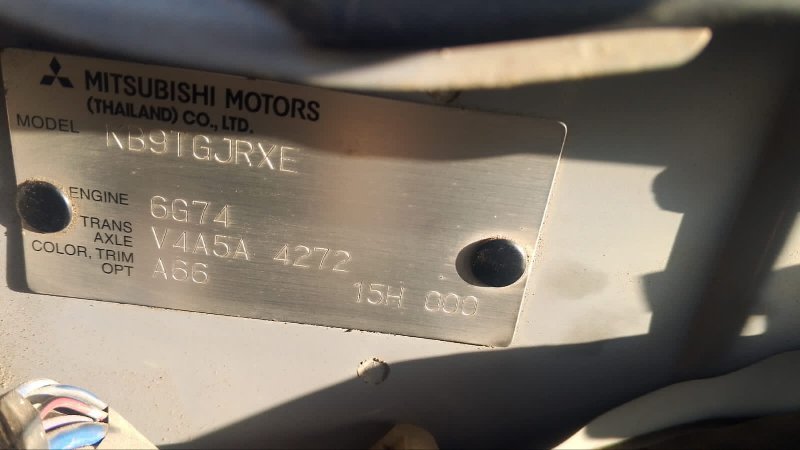 MITSUBISHI MOTORS
(THAILAND) CO., LTD.
MODEL KB9TGJRXE
ENGINE 6G74
TRANS AXLE V4A5A 4272
COLOR, TRIM OPT A66 15H 000